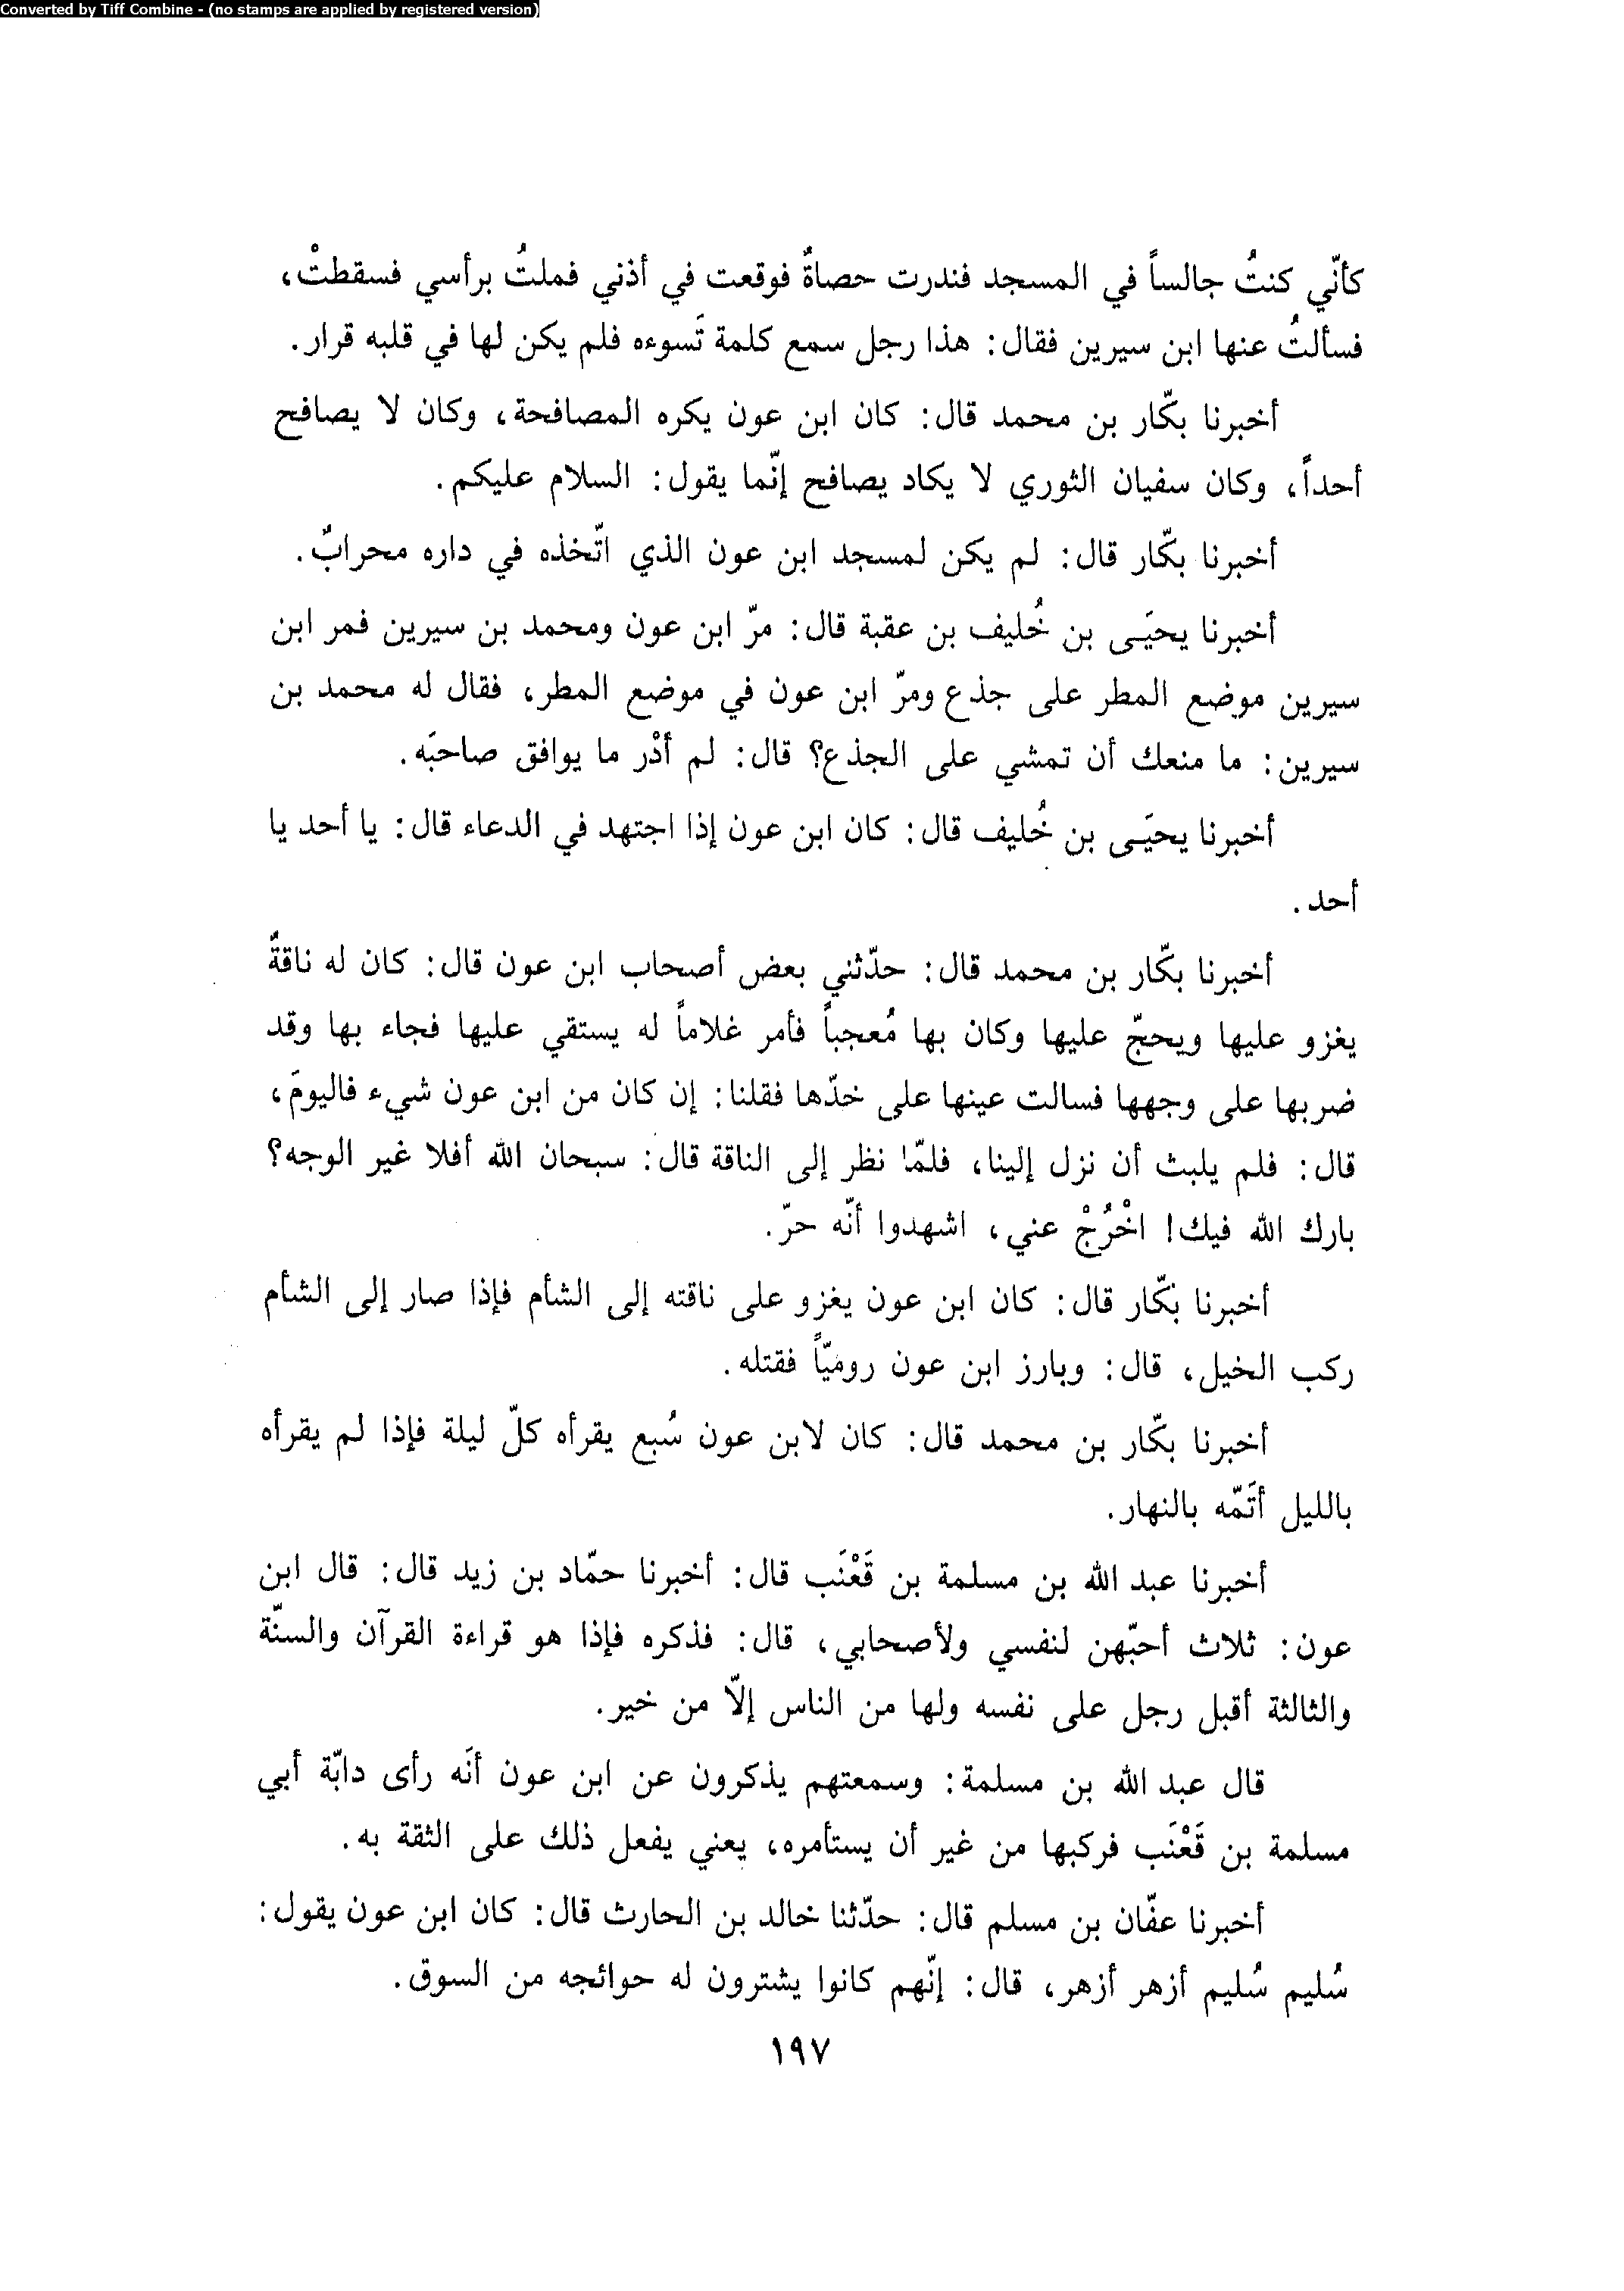 Converted by Tiff Combine - (no stamps are applied by registered version)
كأنّي كنتُ جالساً في المسجد فندرت حصاةٌ فوقعت في أذني فملتُ برأسي فسقطتْ،
فسألتُ عنها ابن سيرين فقال: هذا رجل سمع كلمة تَسوءه فلم يكن لها في قلبه قرار.
أخبرنا بكّار بن محمد قال: كان ابن عون يكره المصافحة، وكان لا يصافح
أحداً، وكان سفيان الثوري لا يكاد يصافح إنّما يقول: السلام عليكم.
أخبرنا بكّار قال: لم يكن لمسجد ابن عون الذي اتّخذه في داره محرابٌ.
أخبرنا يحيَـى بن خُليف بن عقبة قال: مرّ ابن عون ومحمد بن سيرين فمر ابن
سيرين موضع المطر على جذع ومرّ ابن عون في موضع المطر، فقال له محمد بن
سيرين: ما منعك أن تمشي على الجذع؟ قال: لم أدْر ما يوافق صاحبَه.
أخبرنا يحيَـى بن خُليف قال: كان ابن عون إذا اجتهد في الدعاء قال: يا أحد يا
أحد.
أخبرنا بكّار بن محمد قال: حدّثني بعض أصحاب ابن عون قال: كان له ناقةٌ
يغزو عليها ويحجّ عليها وكان بها مُعجباً فأمر غلاماً له يستقي عليها فجاء بها وقد
ضربها على وجهها فسالت عينها على خدّها فقلنا: إن كان من ابن عون شيء فاليومَ،
قال: فلم يلبث أن نزل إلينا، فلمّا نظر إلى الناقة قال: سبحان الله أفلا غير الوجه؟
بارك الله فيك! اخْرُجْ عني، اشهدوا أنّه حرّ.
أخبرنا بكّار قال: كان ابن عون يغزو على ناقته إلى الشأم فإذا صار إلى الشأم
ركب الخيل، قال: وبارز ابن عون روميّاً فقتله.
أخبرنا بكّار بن محمد قال: كان لابن عون سُبع يقرأه كلّ ليلة فإذا لم يقرأه
بالليل أتَمّه بالنهار.
أخبرنا عبد الله بن مسلمة بن قَعْنَب قال: أخبرنا حمّاد بن زيد قال: قال ابن
عون: ثلاث أحبّهن لنفسي ولأصحابي، قال: فذكره فإذا هو قراءة القرآن والسنّة
والثالثة أقبل رجل على نفسه ولها من الناس إلاّ من خير.
قال عبد الله بن مسلمة: وسمعتهم يذكرون عن ابن عون أنَه رأى دابّة أبي
مسلمة بن قَعْنَب فركبها من غير أن يستأمره، يعني يفعل ذلك على الثقة به.
أخبرنا عفّان بن مسلم قال: حدّثنا خالد بن الحارث قال: كان ابن عون يقول:
سُليم سُليم أزهر أزهر، قال: إنّهم كانوا يشترون له حوائجه من السوق.
١٩٧